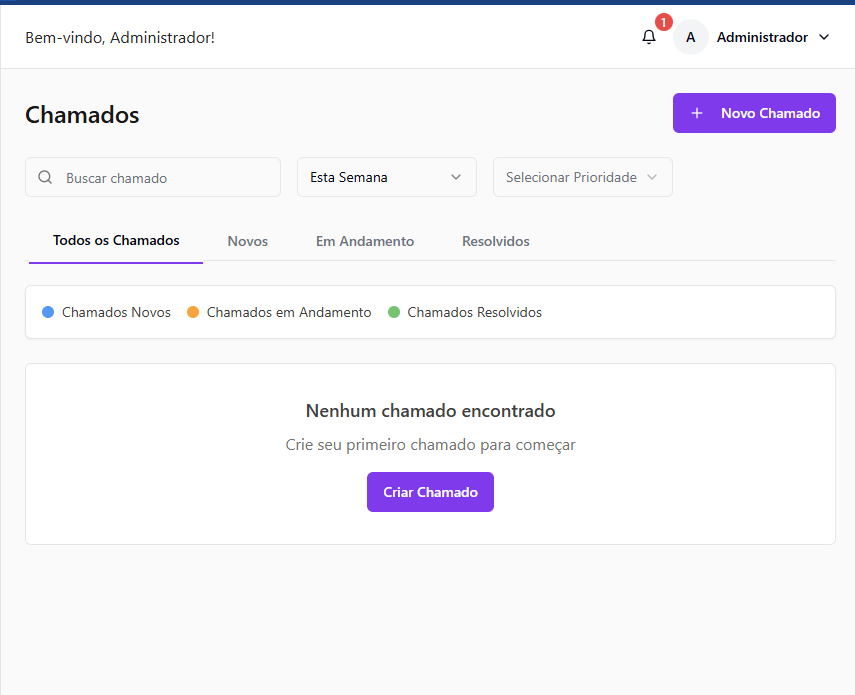 Bem-vindo, Administrador!
1
A
Administrador
Chamados
Novo Chamado
Buscar chamado
Esta Semana
Selecionar Prioridade
Todos os Chamados
Novos
Em Andamento
Resolvidos
Chamados Novos
Chamados em Andamento
Chamados Resolvidos
Nenhum chamado encontrado
Crie seu primeiro chamado para começar
Criar Chamado